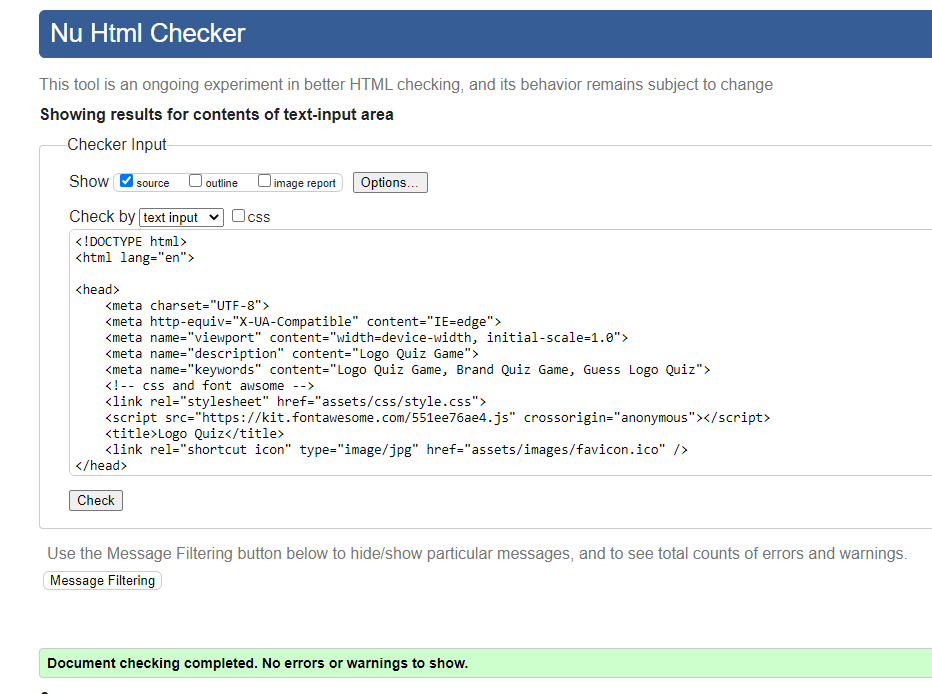 Nu Html Checker
This tool is an ongoing experiment in better HTML checking, and its behavior remains subject to change
Showing results for contents of text-input area
Checker Input
Show source outline image report Options...
Check by text input css
<!DOCTYPE html>
<html lang="en">
<head>
    <meta charset="UTF-8">
    <meta http-equiv="X-UA-Compatible" content="IE=edge">
    <meta name="viewport" content="width=device-width, initial-scale=1.0">
    <meta name="description" content="Logo Quiz Game">
    <meta name="keywords" content="Logo Quiz Game, Brand Quiz Game, Guess Logo Quiz">
    <!-- css and font awsome -->
    <link rel="stylesheet" href="assets/css/style.css">
    <script src="https://kit.fontawesome.com/551ee76ae4.js" crossorigin="anonymous"></script>
    <title>Logo Quiz</title>
    <link rel="shortcut icon" type="image/jpg" href="assets/images/favicon.ico" />
</head>
Check
Use the Message Filtering button below to hide/show particular messages, and to see total counts of errors and warnings.
Message Filtering
Document checking completed. No errors or warnings to show.